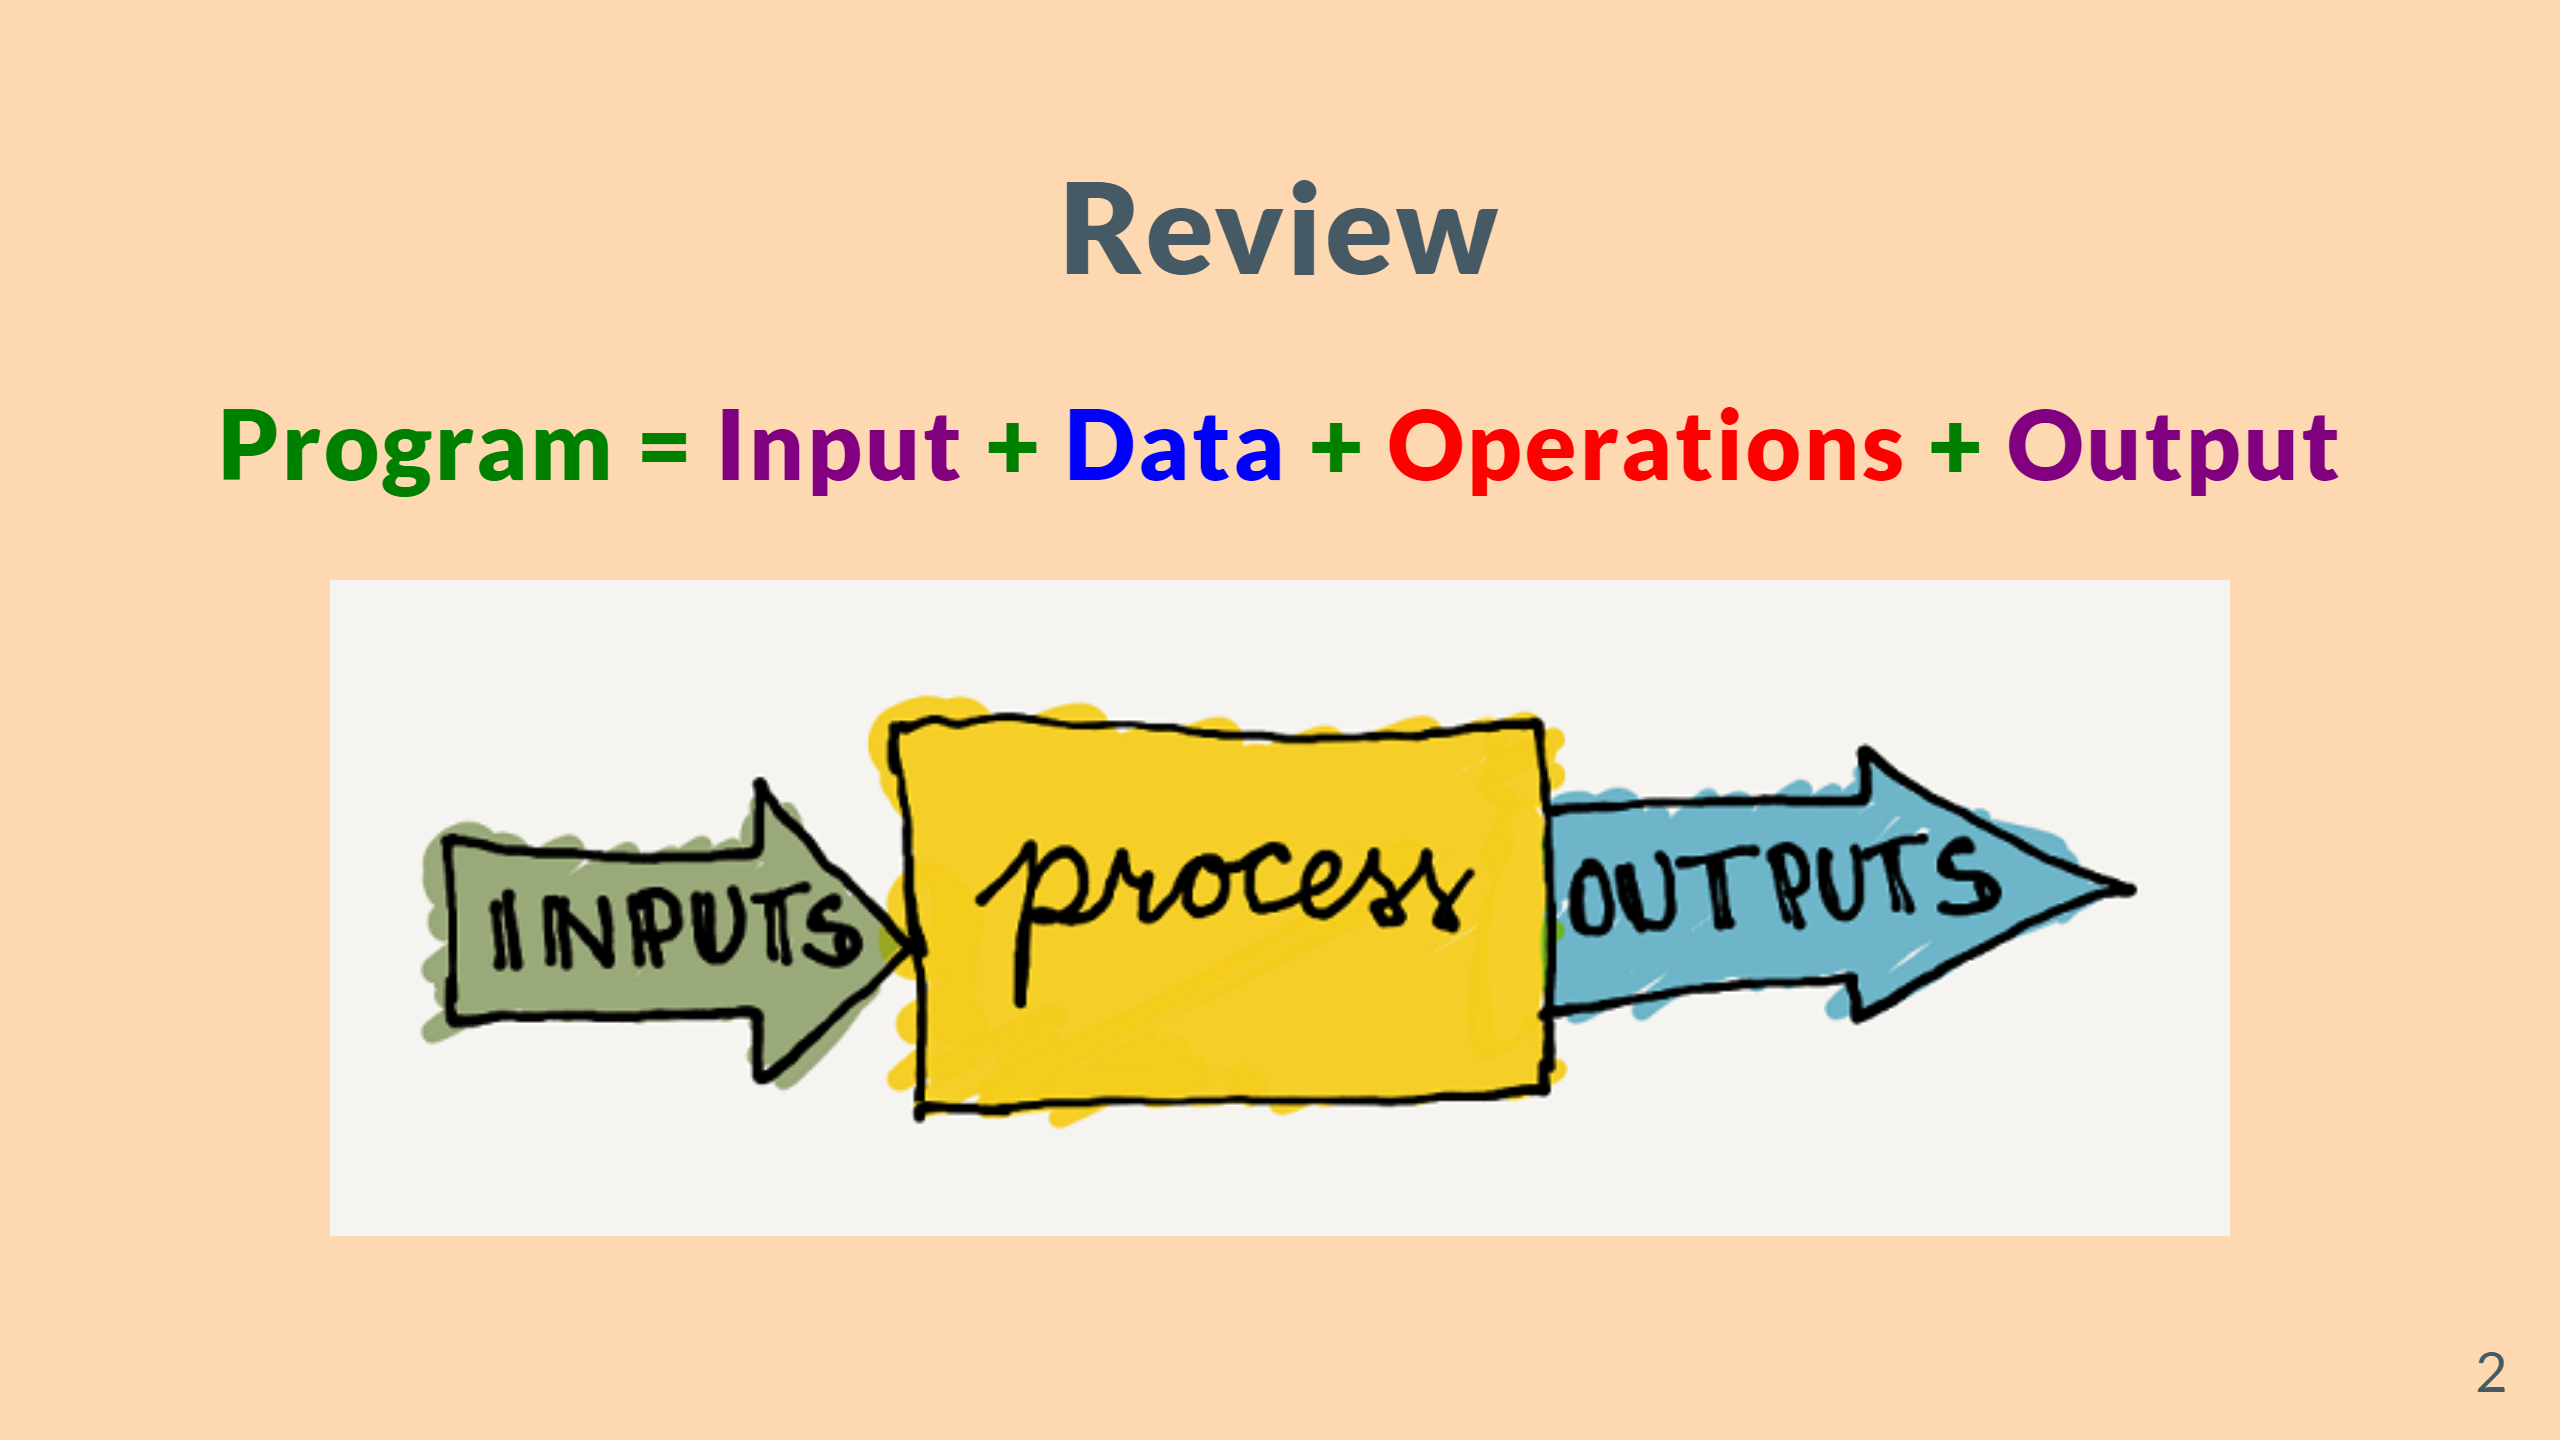 Review
Program = Input + Data + Operations + Output
INPUTS
process
OUTPUTS
2